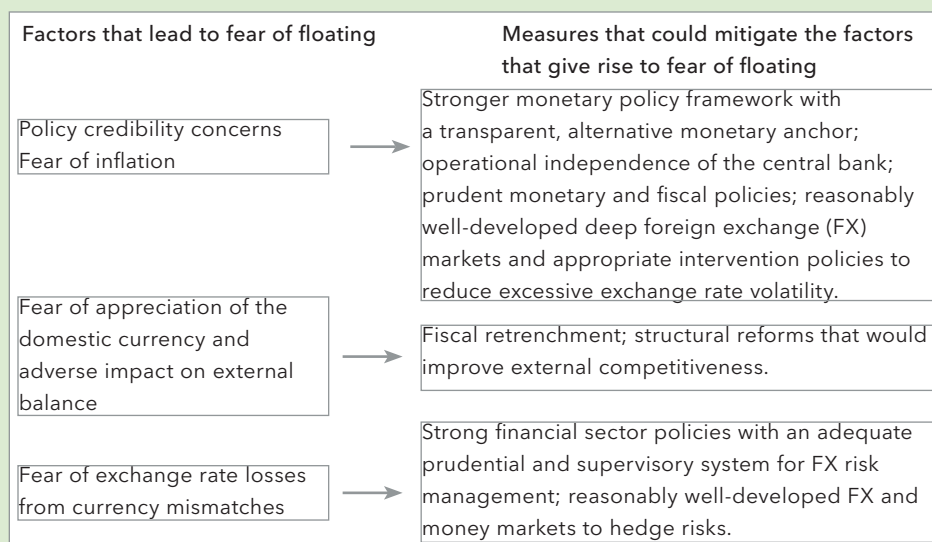 Factors that lead to fear of floating
Measures that could mitigate the factors
that give rise to fear of floating
Policy credibility concerns
Fear of inflation
Stronger monetary policy framework with
a transparent, alternative monetary anchor;
operational independence of the central bank;
prudent monetary and fiscal policies; reasonably
well-developed deep foreign exchange (FX)
markets and appropriate intervention policies to
reduce excessive exchange rate volatility.
Fear of appreciation of the
domestic currency and
adverse impact on external
balance
Fiscal retrenchment; structural reforms that would
improve external competitiveness.
Fear of exchange rate losses
from currency mismatches
Strong financial sector policies with an adequate
prudential and supervisory system for FX risk
management; reasonably well-developed FX and
money markets to hedge risks.